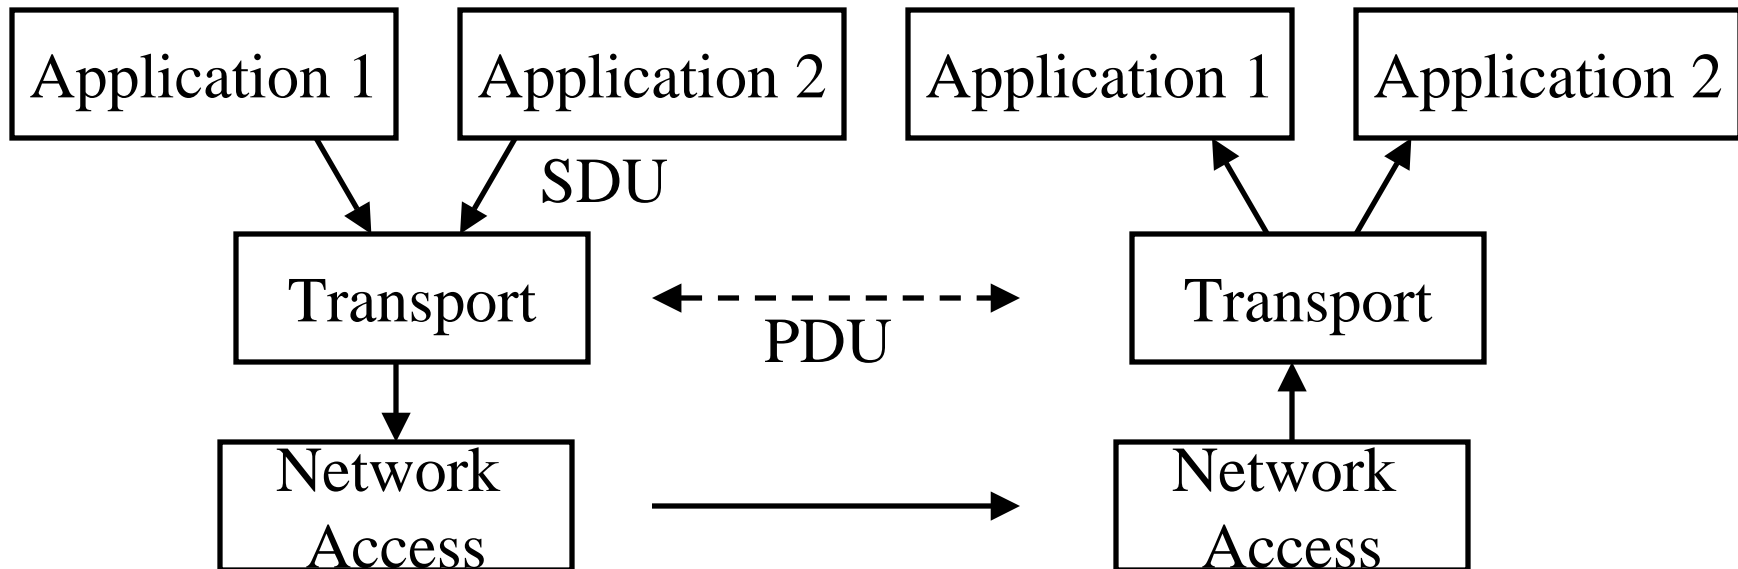 Application 1
Application 2
Application 1
Application 2
SDU
Transport
Transport
PDU
Network
Access
Network
Access